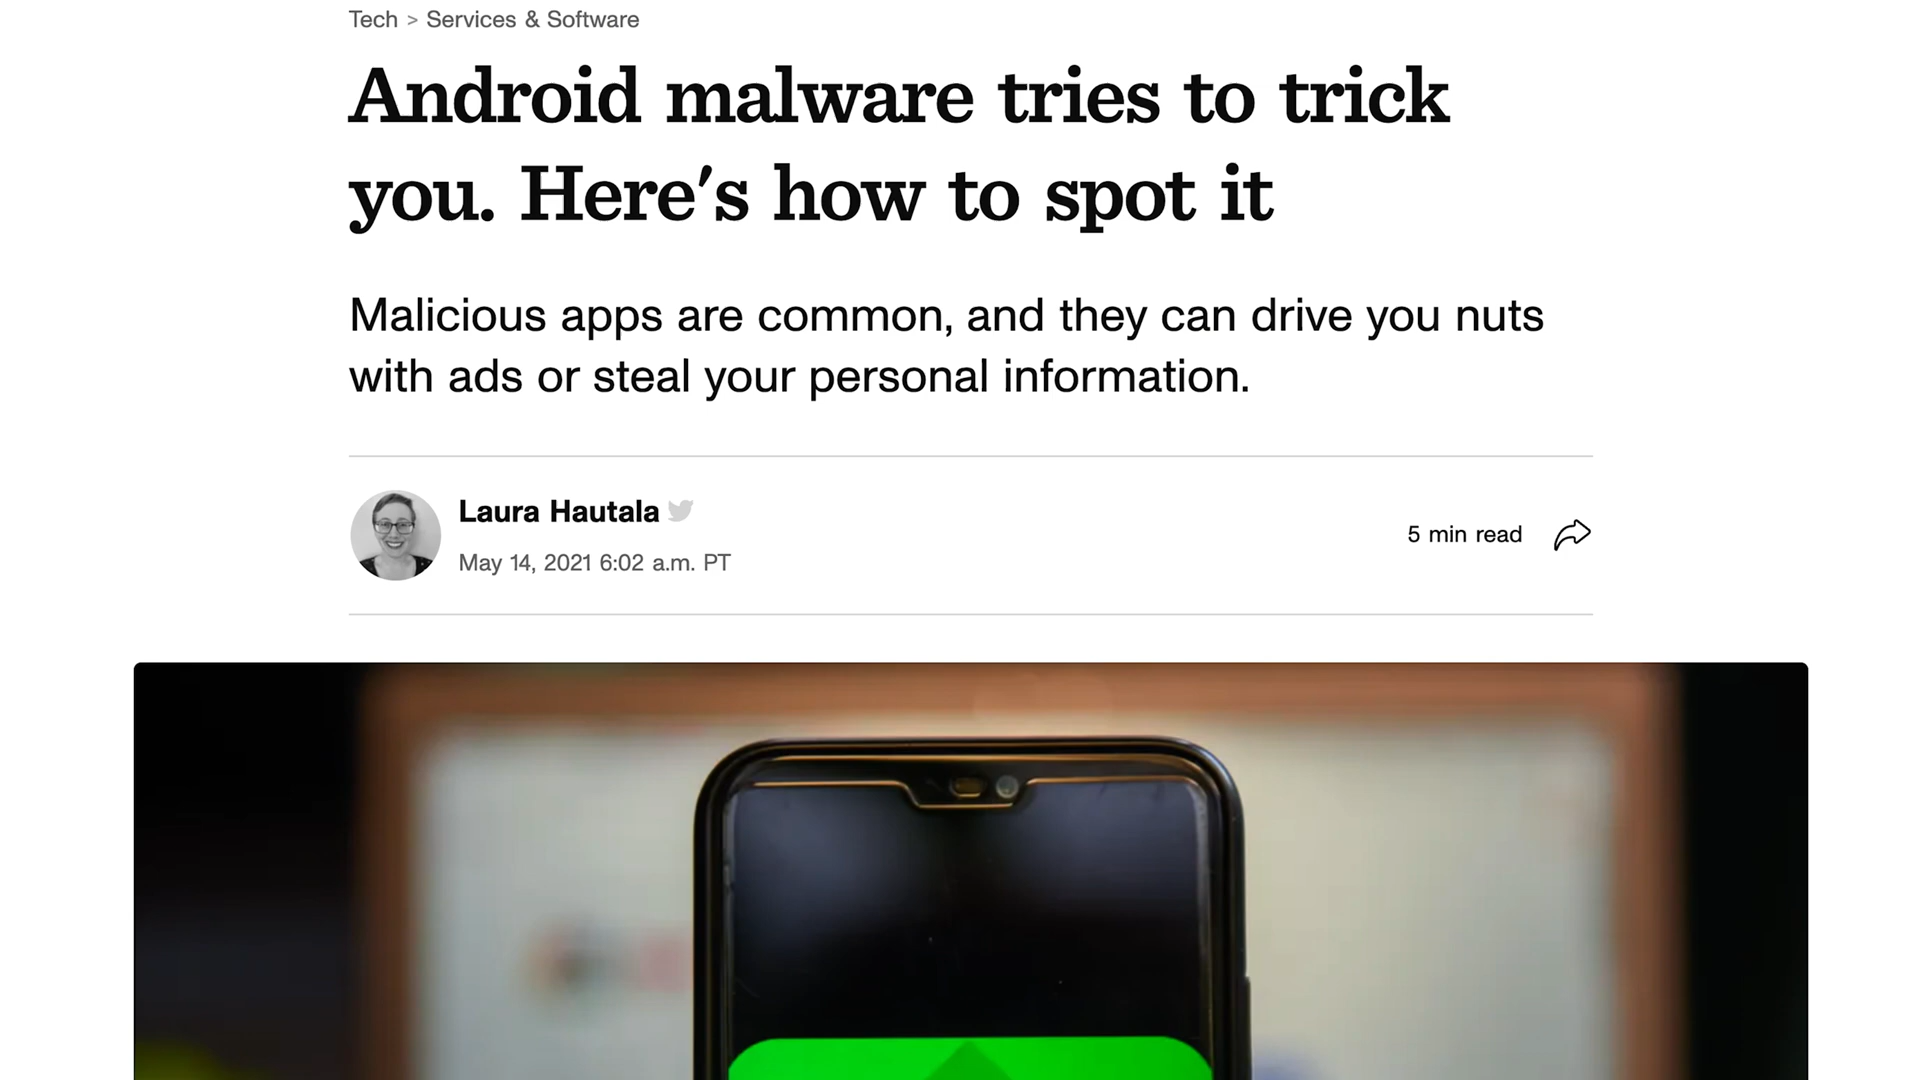 Tech > Services & Software
Android malware tries to trick
you. Here's how to spot it
Malicious apps are common, and they can drive you nuts
with ads or steal your personal information.
Laura Hautala
May 14, 2021 6:02 a.m. PT
5 min read